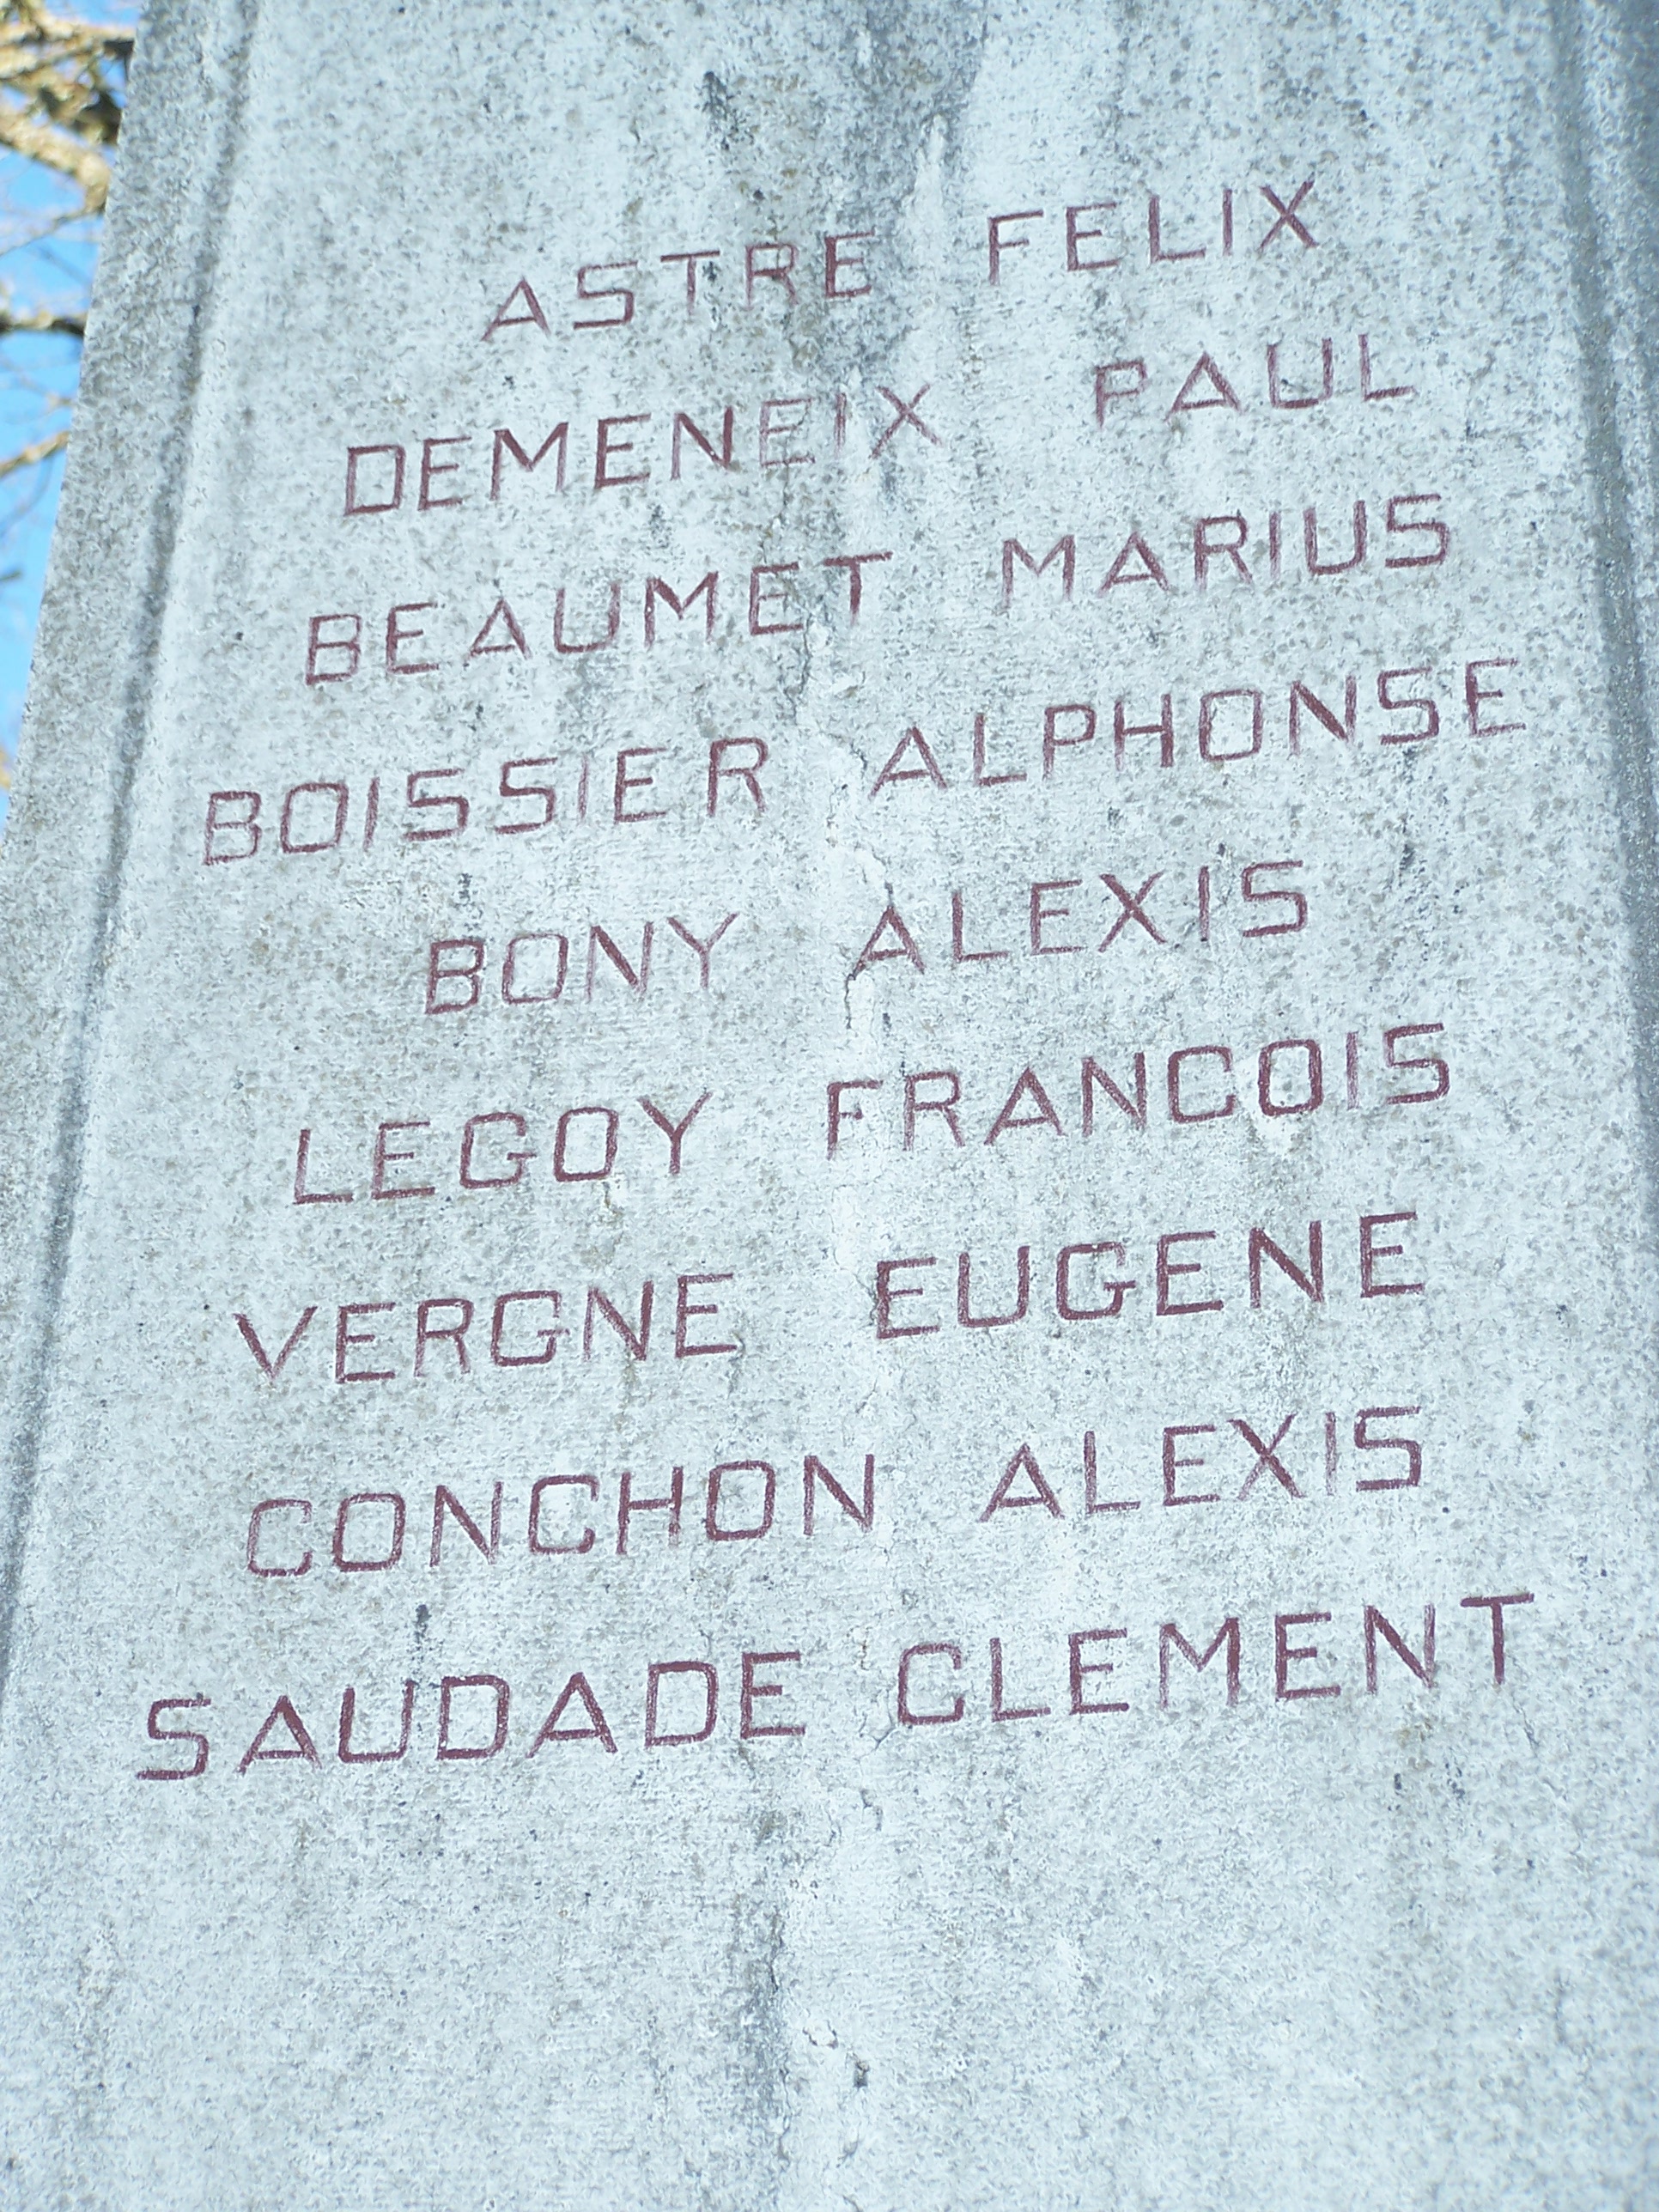 ASTRE FELIX
DEMENEIX PAUL
BEAUMET MARIUS
BOISSIER ALPHONSE
BONY ALEXIS
LEGOY FRANCOIS
VERGNE EUGENE
CONCHON ALEXIS
SAUDADE CLEMENT